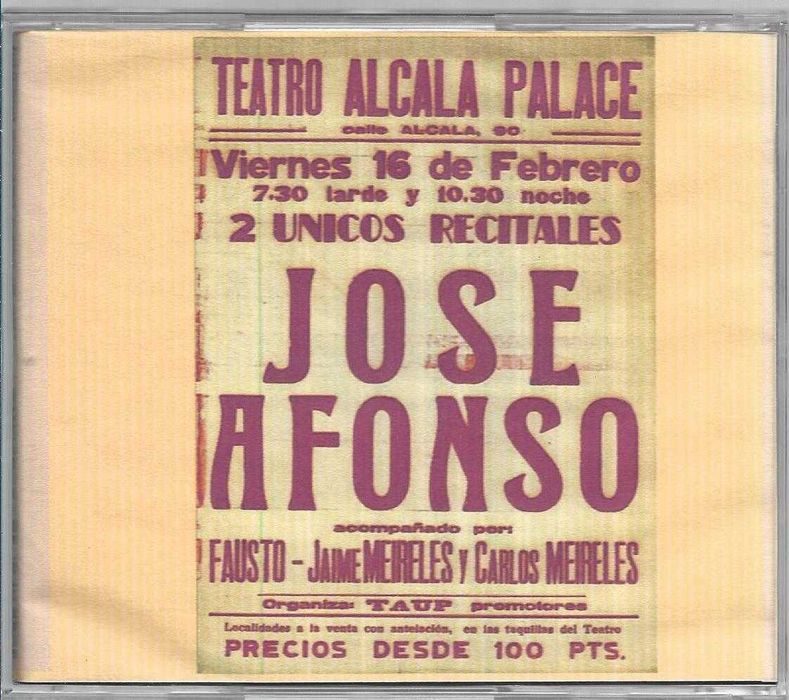 TEATRO ALCALA PALACE
calle ALCALA, 90
Viernes 16 de Febrero
7.30 tarde y 10.30 noche
2 UNICOS RECITALES
JOSE
AFONSO
acompañado por:
FAUSTO - JAIME MEIRELES Y CARLOS MEIRELES
Organiza: TAUP promotores
Localidades a la venta con antelación, en las taquillas del Teatro
PRECIOS DESDE 100 PTS.